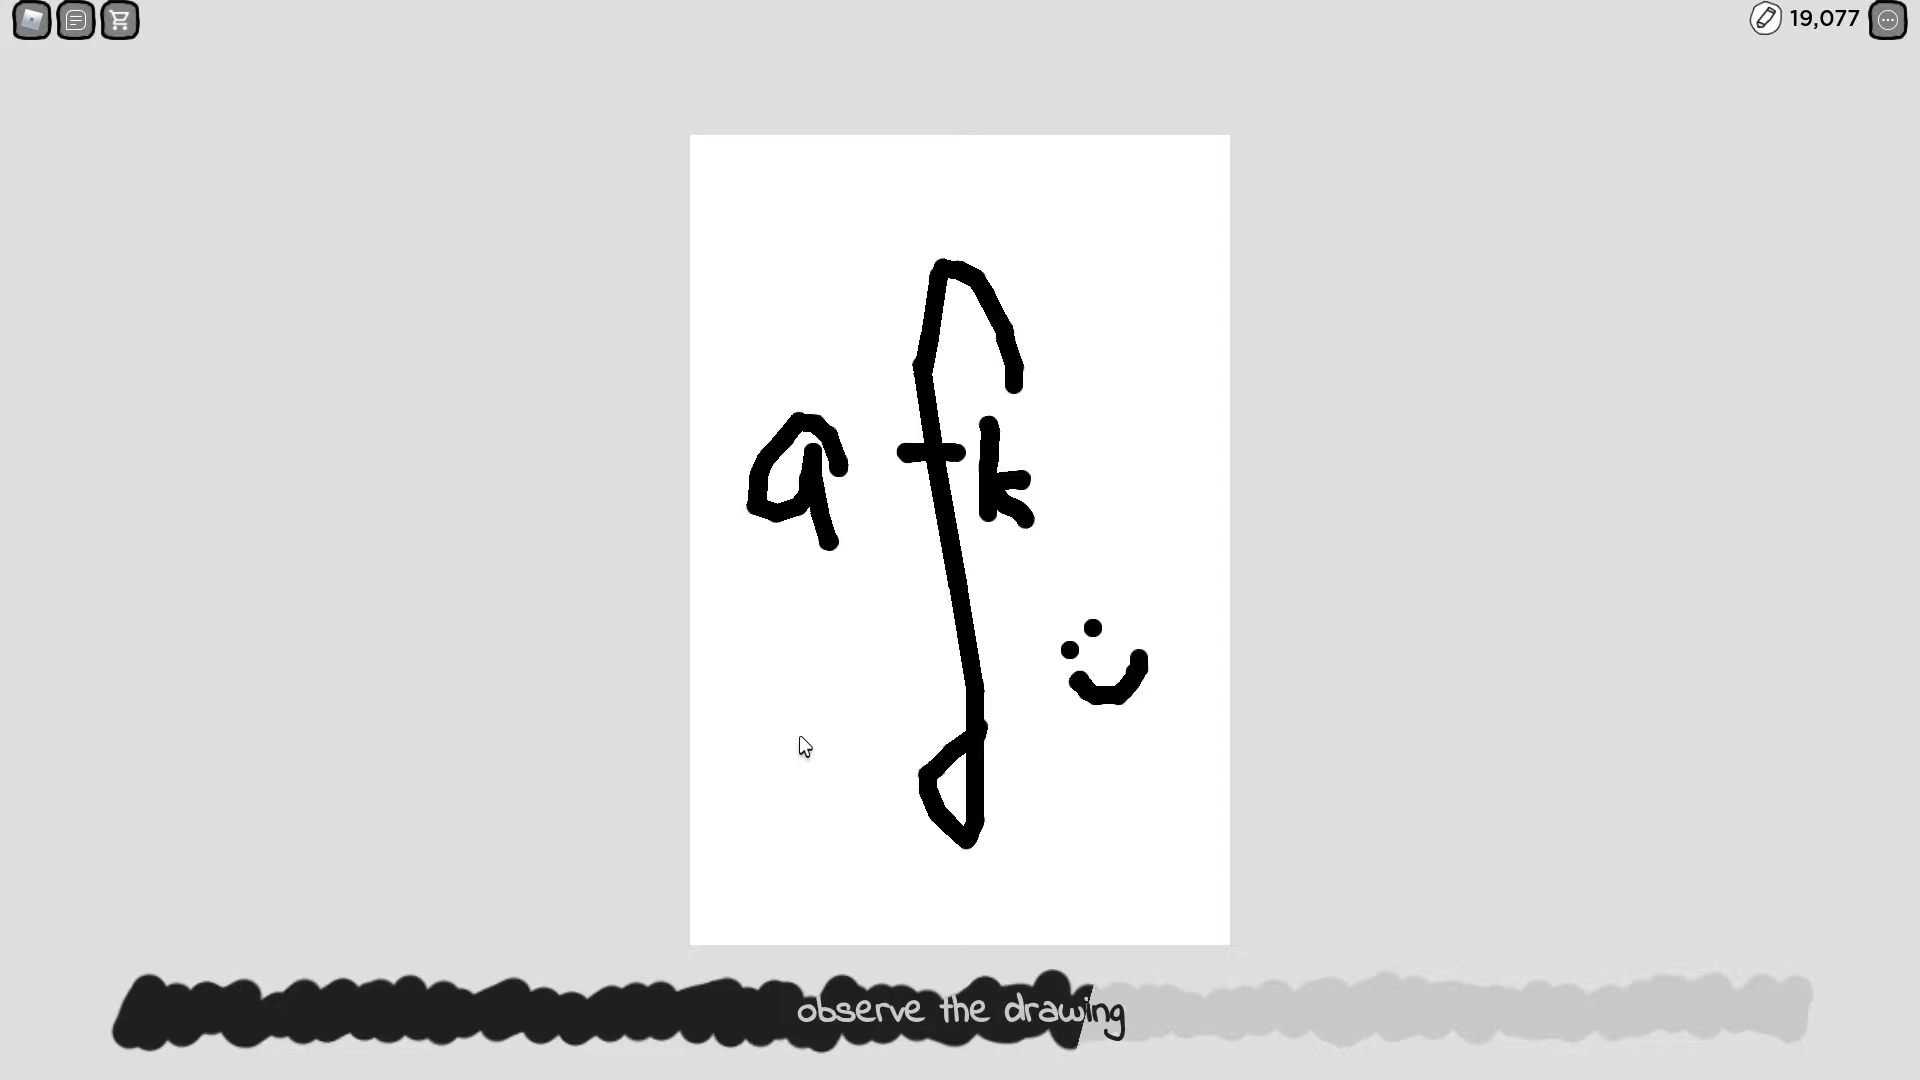 19,077
afk
:)
observe the drawing